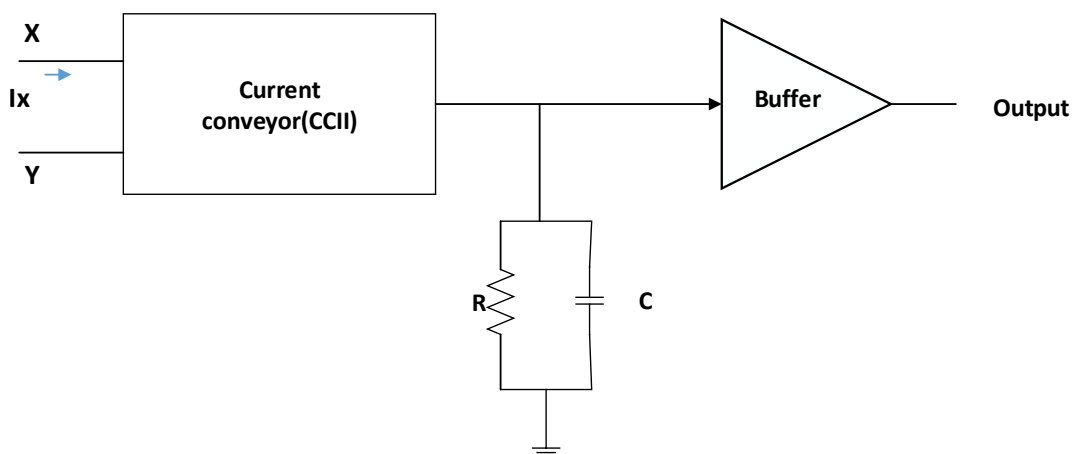 X
Ix
Y
Current
conveyor(CCII)
Buffer
Output
R
C